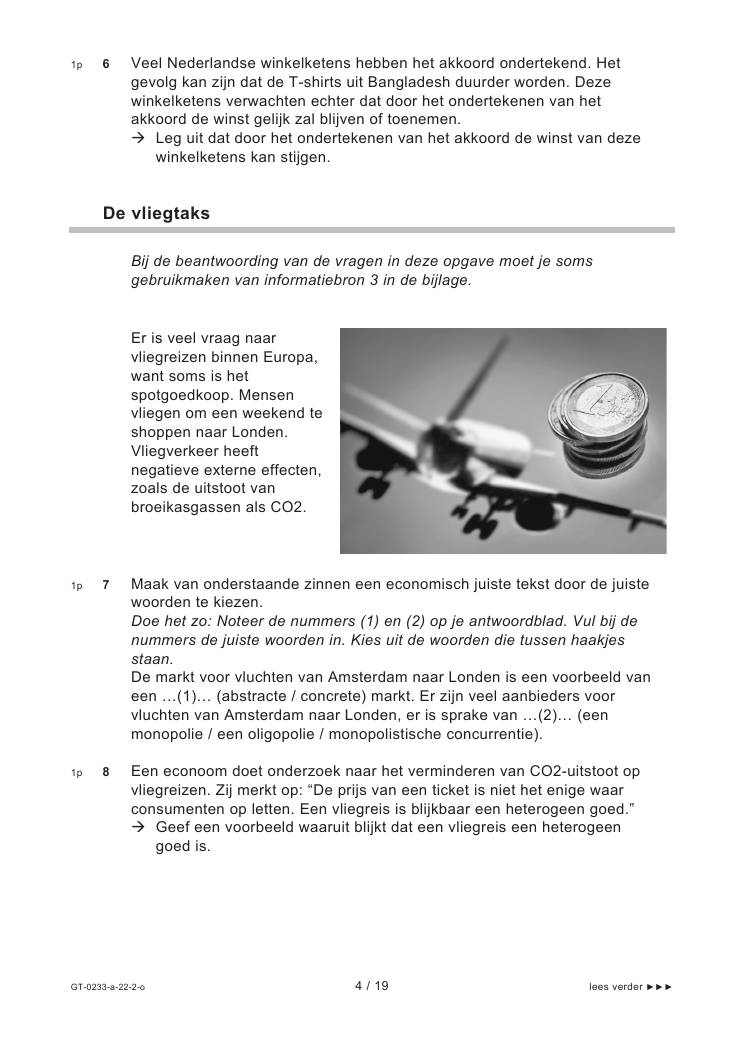 1p 6 Veel Nederlandse winkelketens hebben het akkoord ondertekend. Het
gevolg kan zijn dat de T-shirts uit Bangladesh duurder worden. Deze
winkelketens verwachten echter dat door het ondertekenen van het
akkoord de winst gelijk zal blijven of toenemen.
→ Leg uit dat door het ondertekenen van het akkoord de winst van deze
winkelketens kan stijgen.
De vliegtaks
Bij de beantwoording van de vragen in deze opgave moet je soms
gebruikmaken van informatiebron 3 in de bijlage.
Er is veel vraag naar
vliegreizen binnen Europa,
want soms is het
spotgoedkoop. Mensen
vliegen om een weekend te
shoppen naar Londen.
Vliegverkeer heeft
negatieve externe effecten,
zoals de uitstoot van
broeikasgassen als CO2.
1p 7 Maak van onderstaande zinnen een economisch juiste tekst door de juiste
woorden te kiezen.
Doe het zo: Noteer de nummers (1) en (2) op je antwoordblad. Vul bij de
nummers de juiste woorden in. Kies uit de woorden die tussen haakjes
staan.
De markt voor vluchten van Amsterdam naar Londen is een voorbeeld van
een …(1)… (abstracte / concrete) markt. Er zijn veel aanbieders voor
vluchten van Amsterdam naar Londen, er is sprake van …(2)… (een
monopolie / een oligopolie / monopolistische concurrentie).
1p 8 Een econoom doet onderzoek naar het verminderen van CO2-uitstoot op
vliegreizen. Zij merkt op: “De prijs van een ticket is niet het enige waar
consumenten op letten. Een vliegreis is blijkbaar een heterogeen goed.”
→ Geef een voorbeeld waaruit blijkt dat een vliegreis een heterogeen
goed is.
GT-0233-a-22-2-o 4 / 19 lees verder ►►►